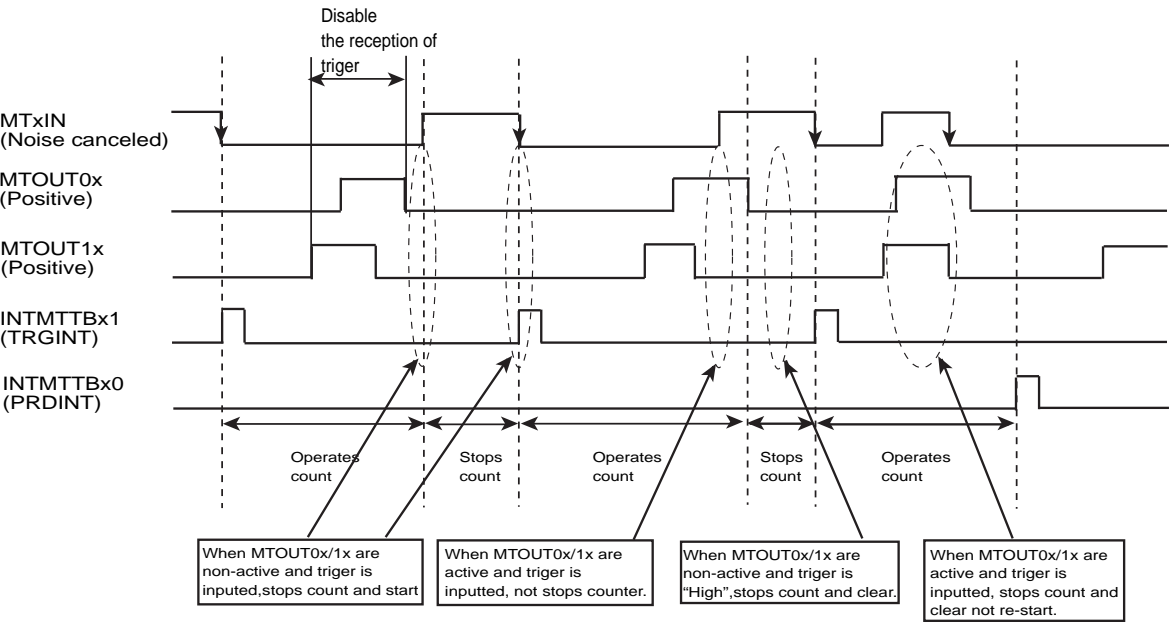 Disable
the reception of
triger
MTxIN
(Noise canceled)
MTOUT0x
(Positive)
MTOUT1x
(Positive)
INTMTTBx1
(TRGINT)
INTMTTBx0
(PRDINT)
Operates
count
Stops
count
Operates
count
Stops
count
Operates
count
When MTOUT0x/1x are
non-active and triger is
inputed,stops count and start
When MTOUT0x/1x are
active and triger is
inputted, not stops counter.
When MTOUT0x/1x are
non-active and triger is
“High”,stops count and clear.
When MTOUT0x/1x are
active and triger is
inputted, stops count and
clear not re-start.